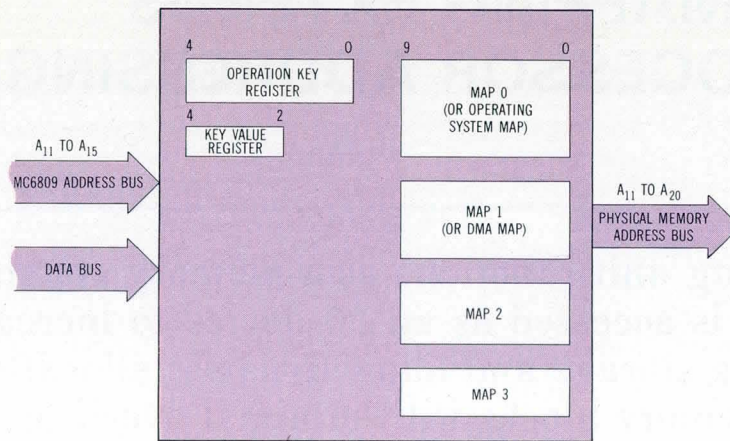 4 0
OPERATION KEY
REGISTER
4 2
KEY VALUE
REGISTER
9 0
MAP 0
(OR OPERATING
SYSTEM MAP)
MAP 1
(OR DMA MAP)
MAP 2
MAP 3
A₁₁ TO A₁₅
MC6809 ADDRESS BUS
DATA BUS
A₁₁ TO A₂₀
PHYSICAL MEMORY
ADDRESS BUS